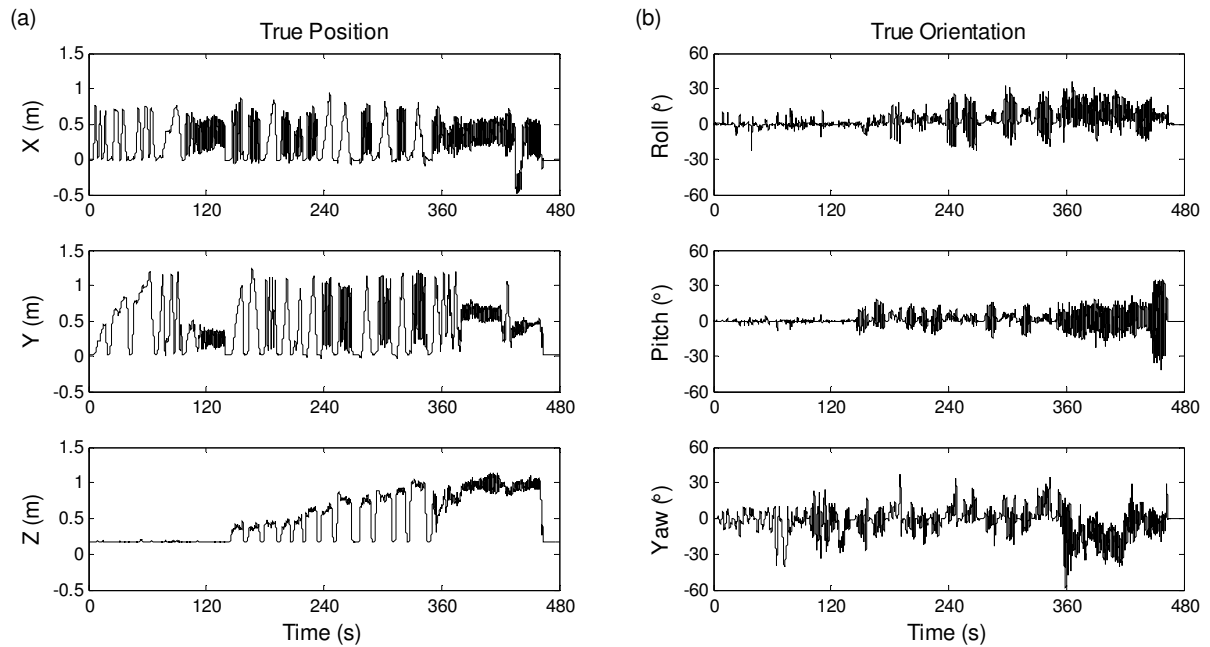 (a)
True Position
1.5
1
0.5
0
-0.5
X (m)
0 120 240 360 480
1.5
1
0.5
0
-0.5
Y (m)
0 120 240 360 480
1.5
1
0.5
0
-0.5
Z (m)
0 120 240 360 480
Time (s)
(b)
True Orientation
60
30
0
-30
-60
Roll (°)
0 120 240 360 480
60
30
0
-30
-60
Pitch (°)
0 120 240 360 480
60
30
0
-30
-60
Yaw (°)
0 120 240 360 480
Time (s)